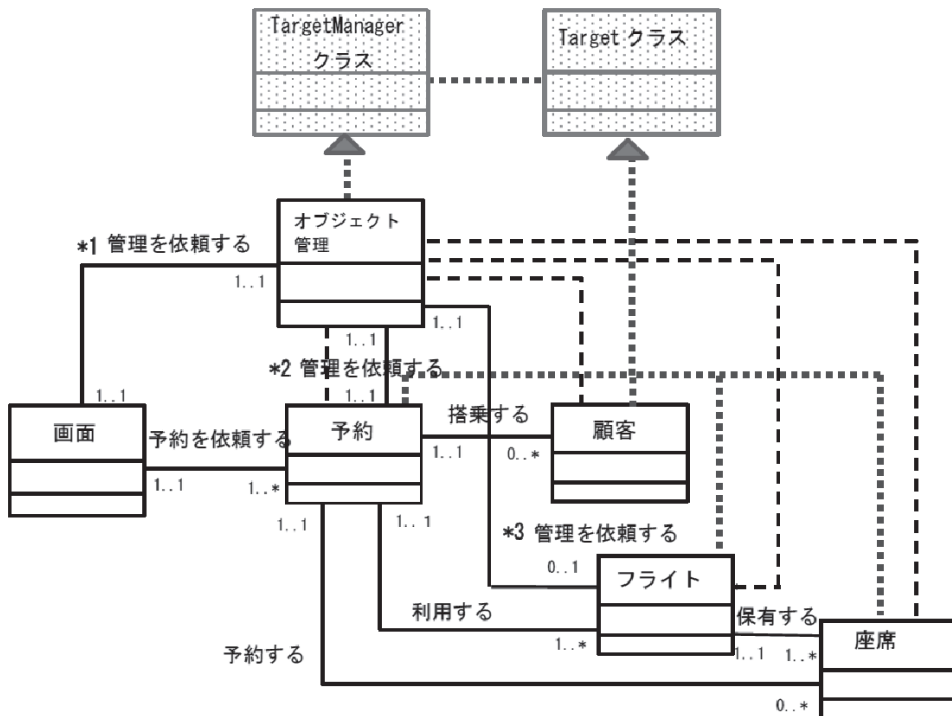 TargetManager
クラス
Target クラス
オブジェクト
管理
*1 管理を依頼する
1..1
1..1
1..1
*2 管理を依頼する
1..1
1..1
画面
予約を依頼する
予約
搭乗する
顧客
1..1
0..*
1..1
1..*
1..1
1..1
*3 管理を依頼する
0..1
フライト
利用する
保有する
座席
予約する
1..*
1..1
1..*
0..*